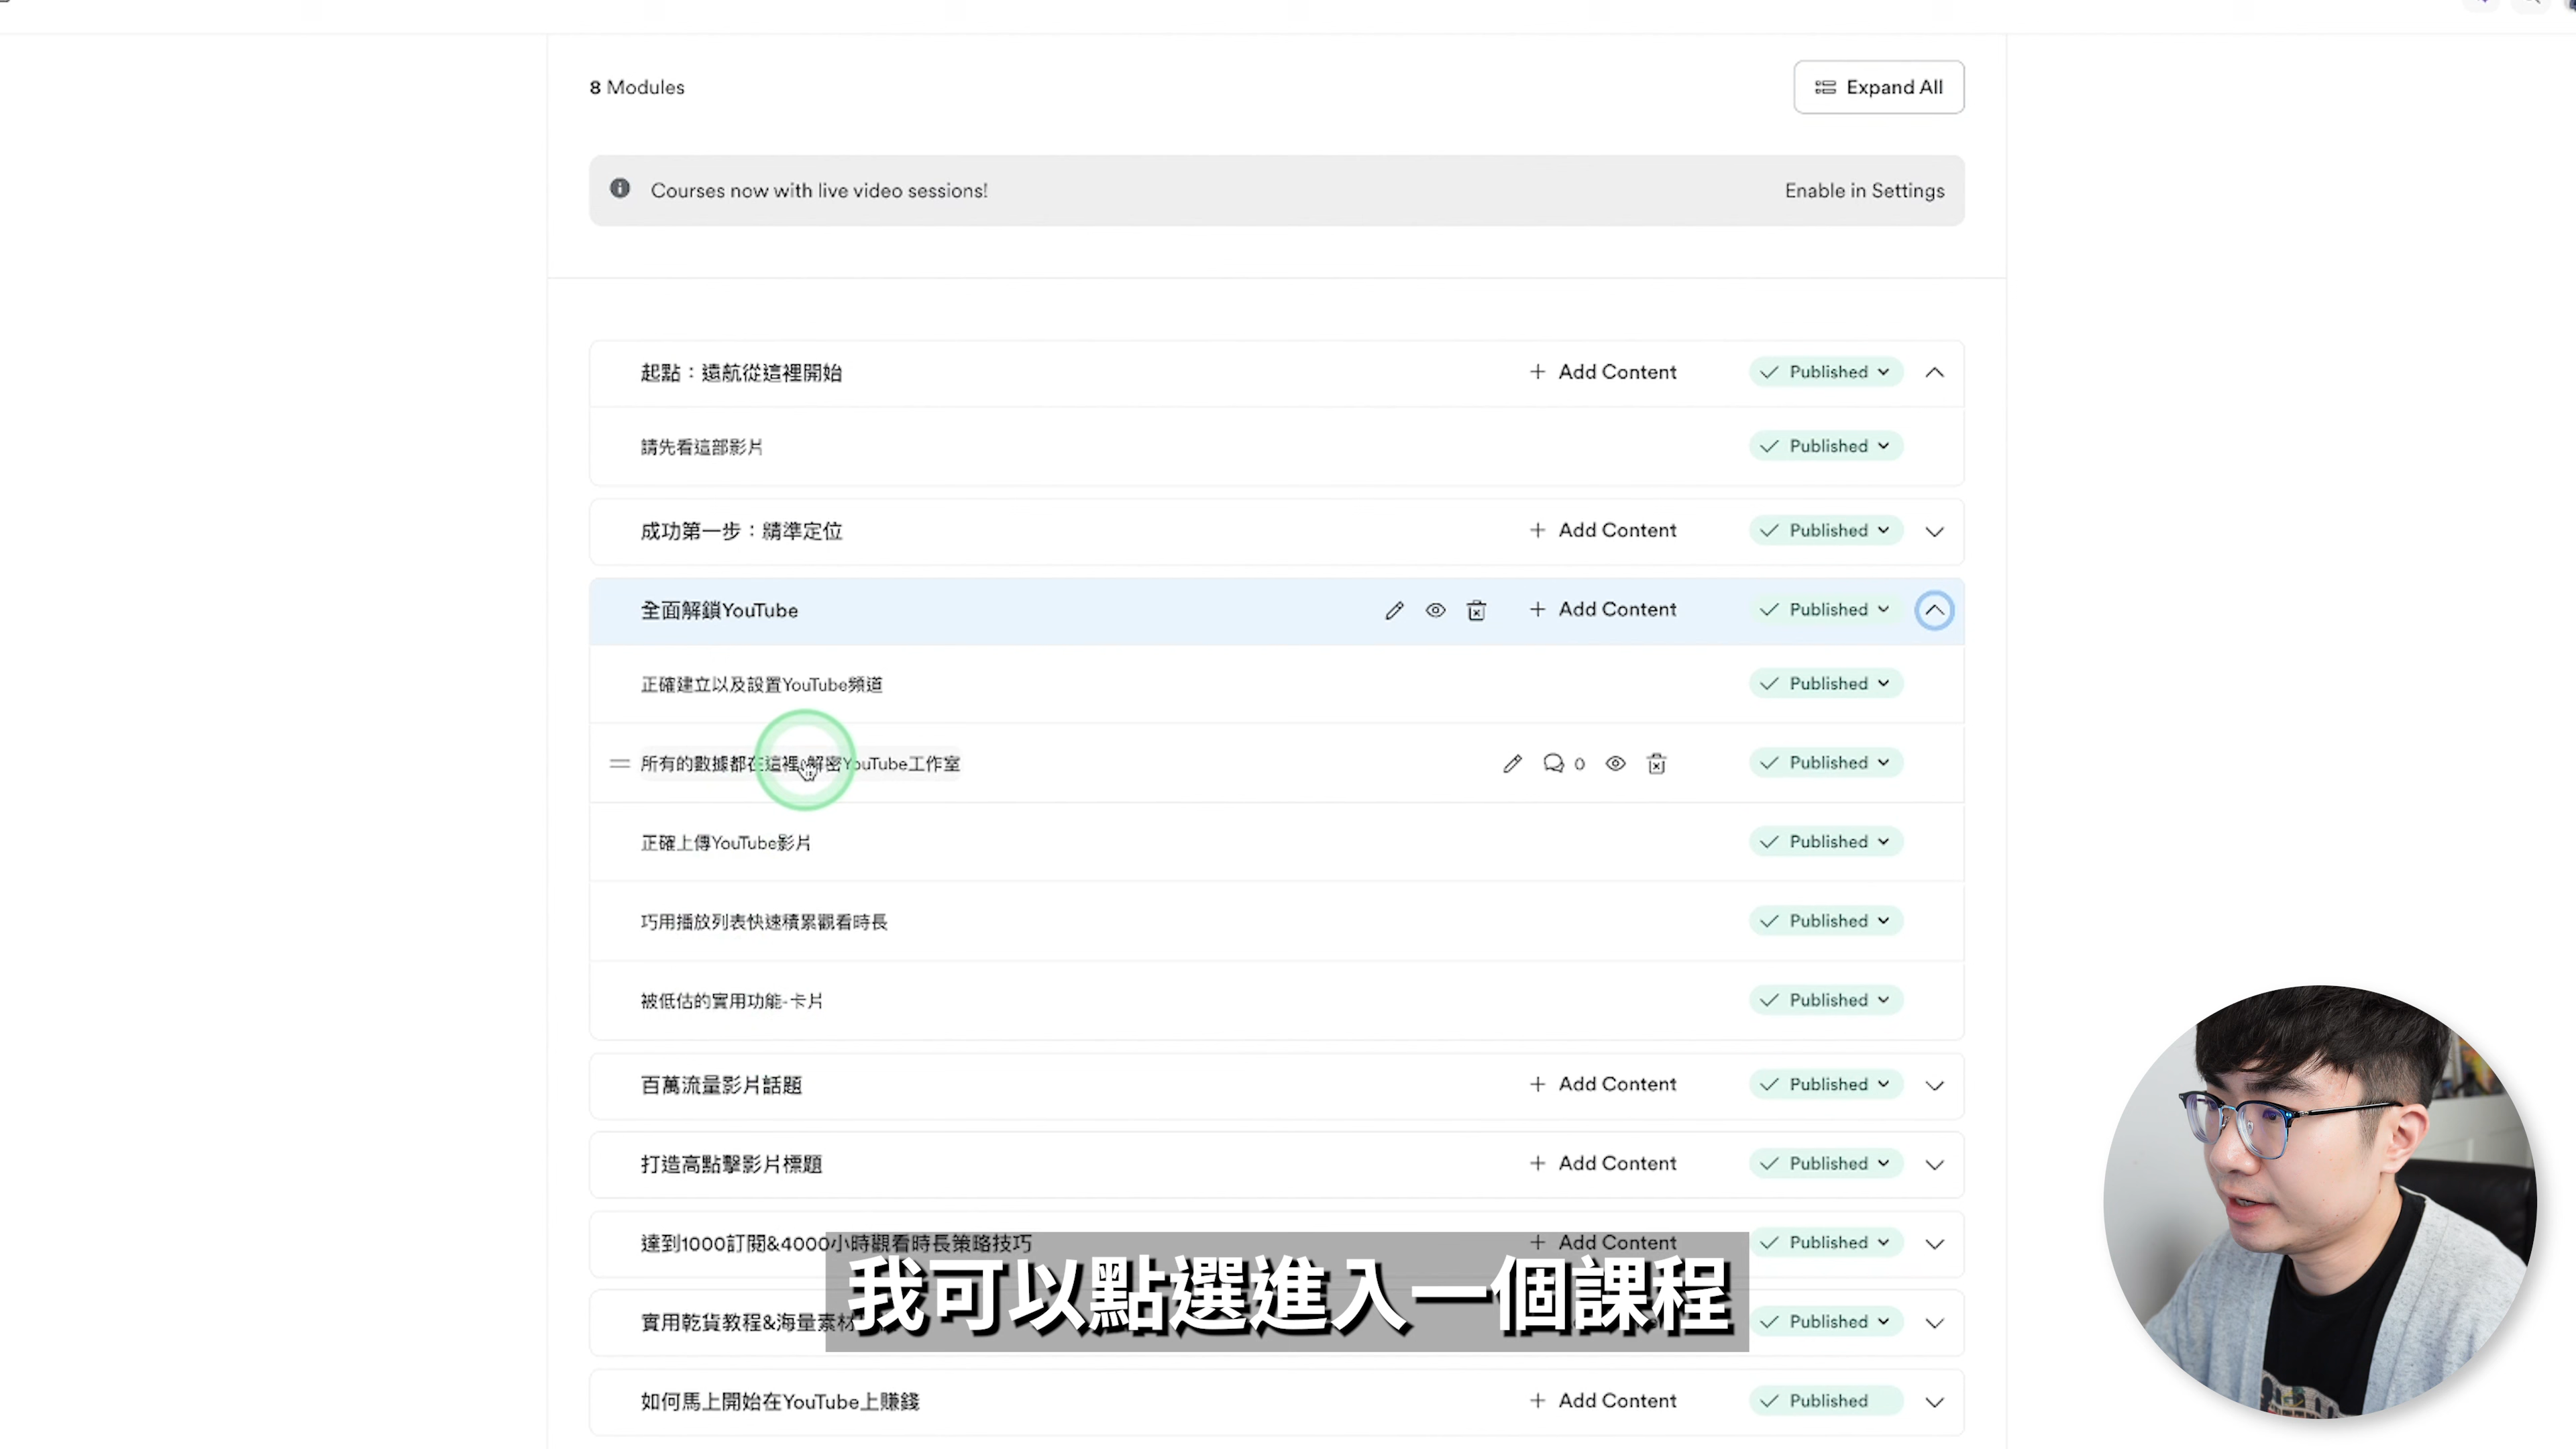 8 Modules
Expand All
Courses now with live video sessions!
Enable in Settings
起點：遠航從這裡開始
+ Add Content
Published
請先看這部影片
Published
成功第一步：精準定位
+ Add Content
Published
全面解鎖YouTube
+ Add Content
Published
正確建立以及設置YouTube頻道
Published
所有的數據都在這裡,解密YouTube工作室
0
Published
正確上傳YouTube影片
Published
巧用播放列表快速積累觀看時長
Published
被低估的實用功能-卡片
Published
百萬流量影片話題
+ Add Content
Published
打造高點擊影片標題
+ Add Content
Published
達到1000訂閱&4000小時觀看時長策略技巧
+ Add Content
Published
實用乾貨教程&海量素材
Published
我可以點選進入一個課程
如何馬上開始在YouTube上賺錢
+ Add Content
Published